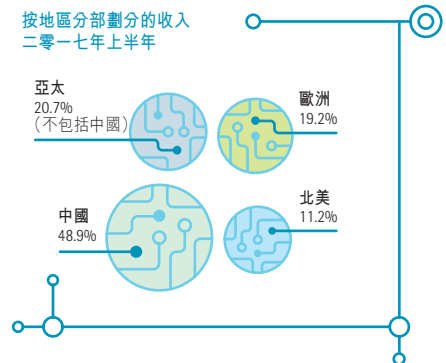 按地區分部劃分的收入
二零一七年上半年
亞太
20.7%
（不包括中國）
歐洲
19.2%
中國
48.9%
北美
11.2%